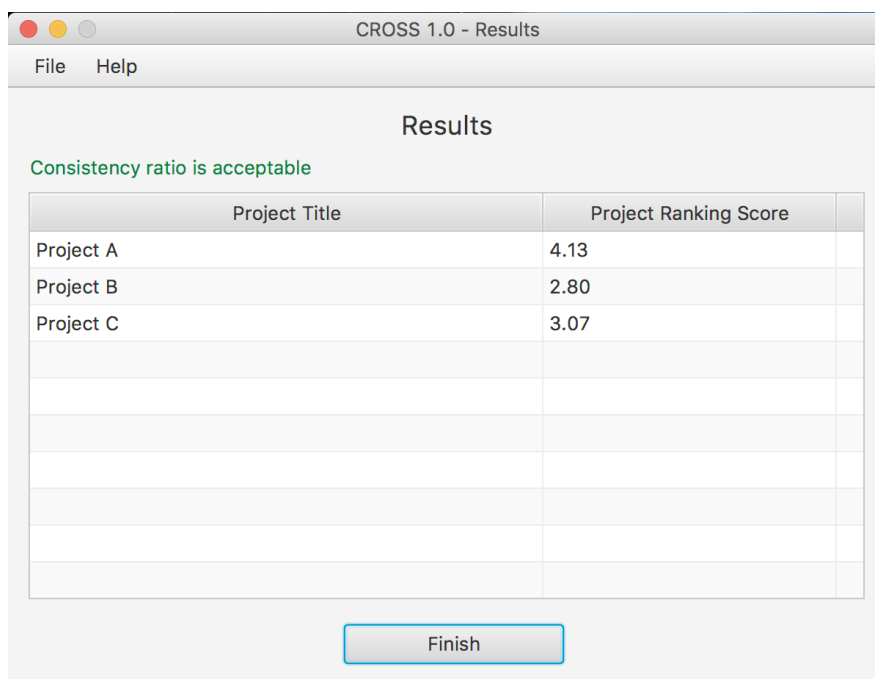 CROSS 1.0 - Results
File Help
Results
Consistency ratio is acceptable
Project Title Project Ranking Score
Project A 4.13
Project B 2.80
Project C 3.07
Finish